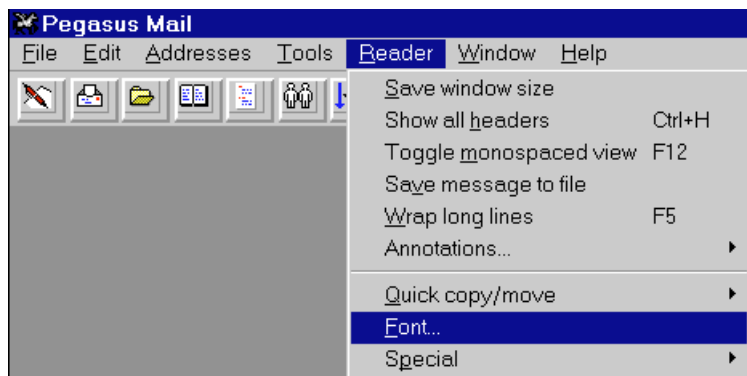 Pegasus Mail
File Edit Addresses Tools Reader Window Help
Save window size
Show all headers Ctrl+H
Toggle monospaced view F12
Save message to file
Wrap long lines F5
Annotations...
Quick copy/move
Font...
Special